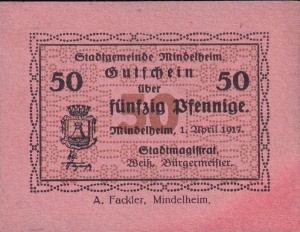 Stadtgemeinde Mindelheim.
Gutschein
über
50 fünfzig Pfennige. 50
50
Mindelheim, 1. April 1917.
Stadtmagistrat.
Weiß, Bürgermeister.
A. Fackler, Mindelheim.